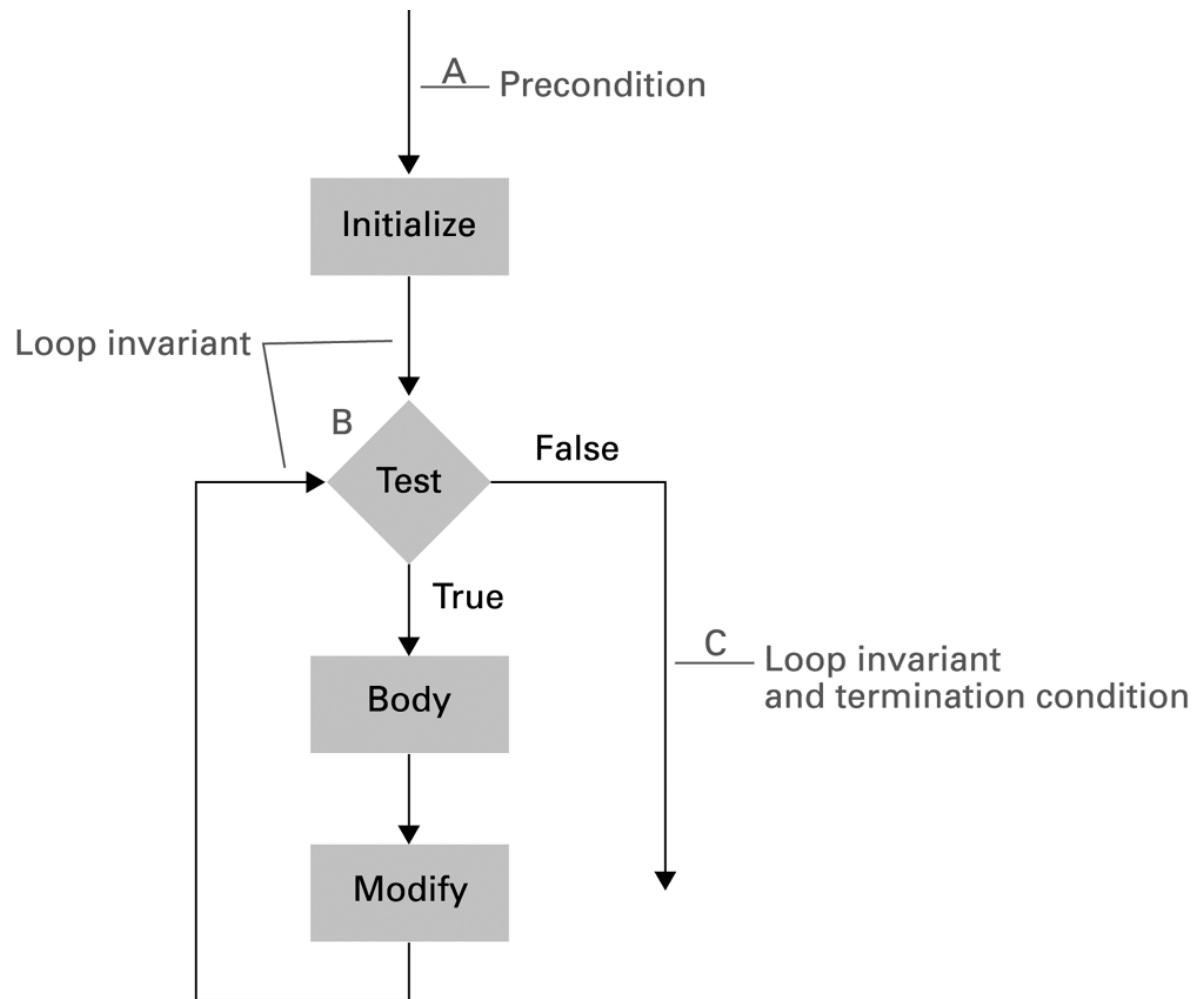 A
Precondition
Initialize
Loop invariant
B
Test
False
True
C
Loop invariant
and termination condition
Body
Modify